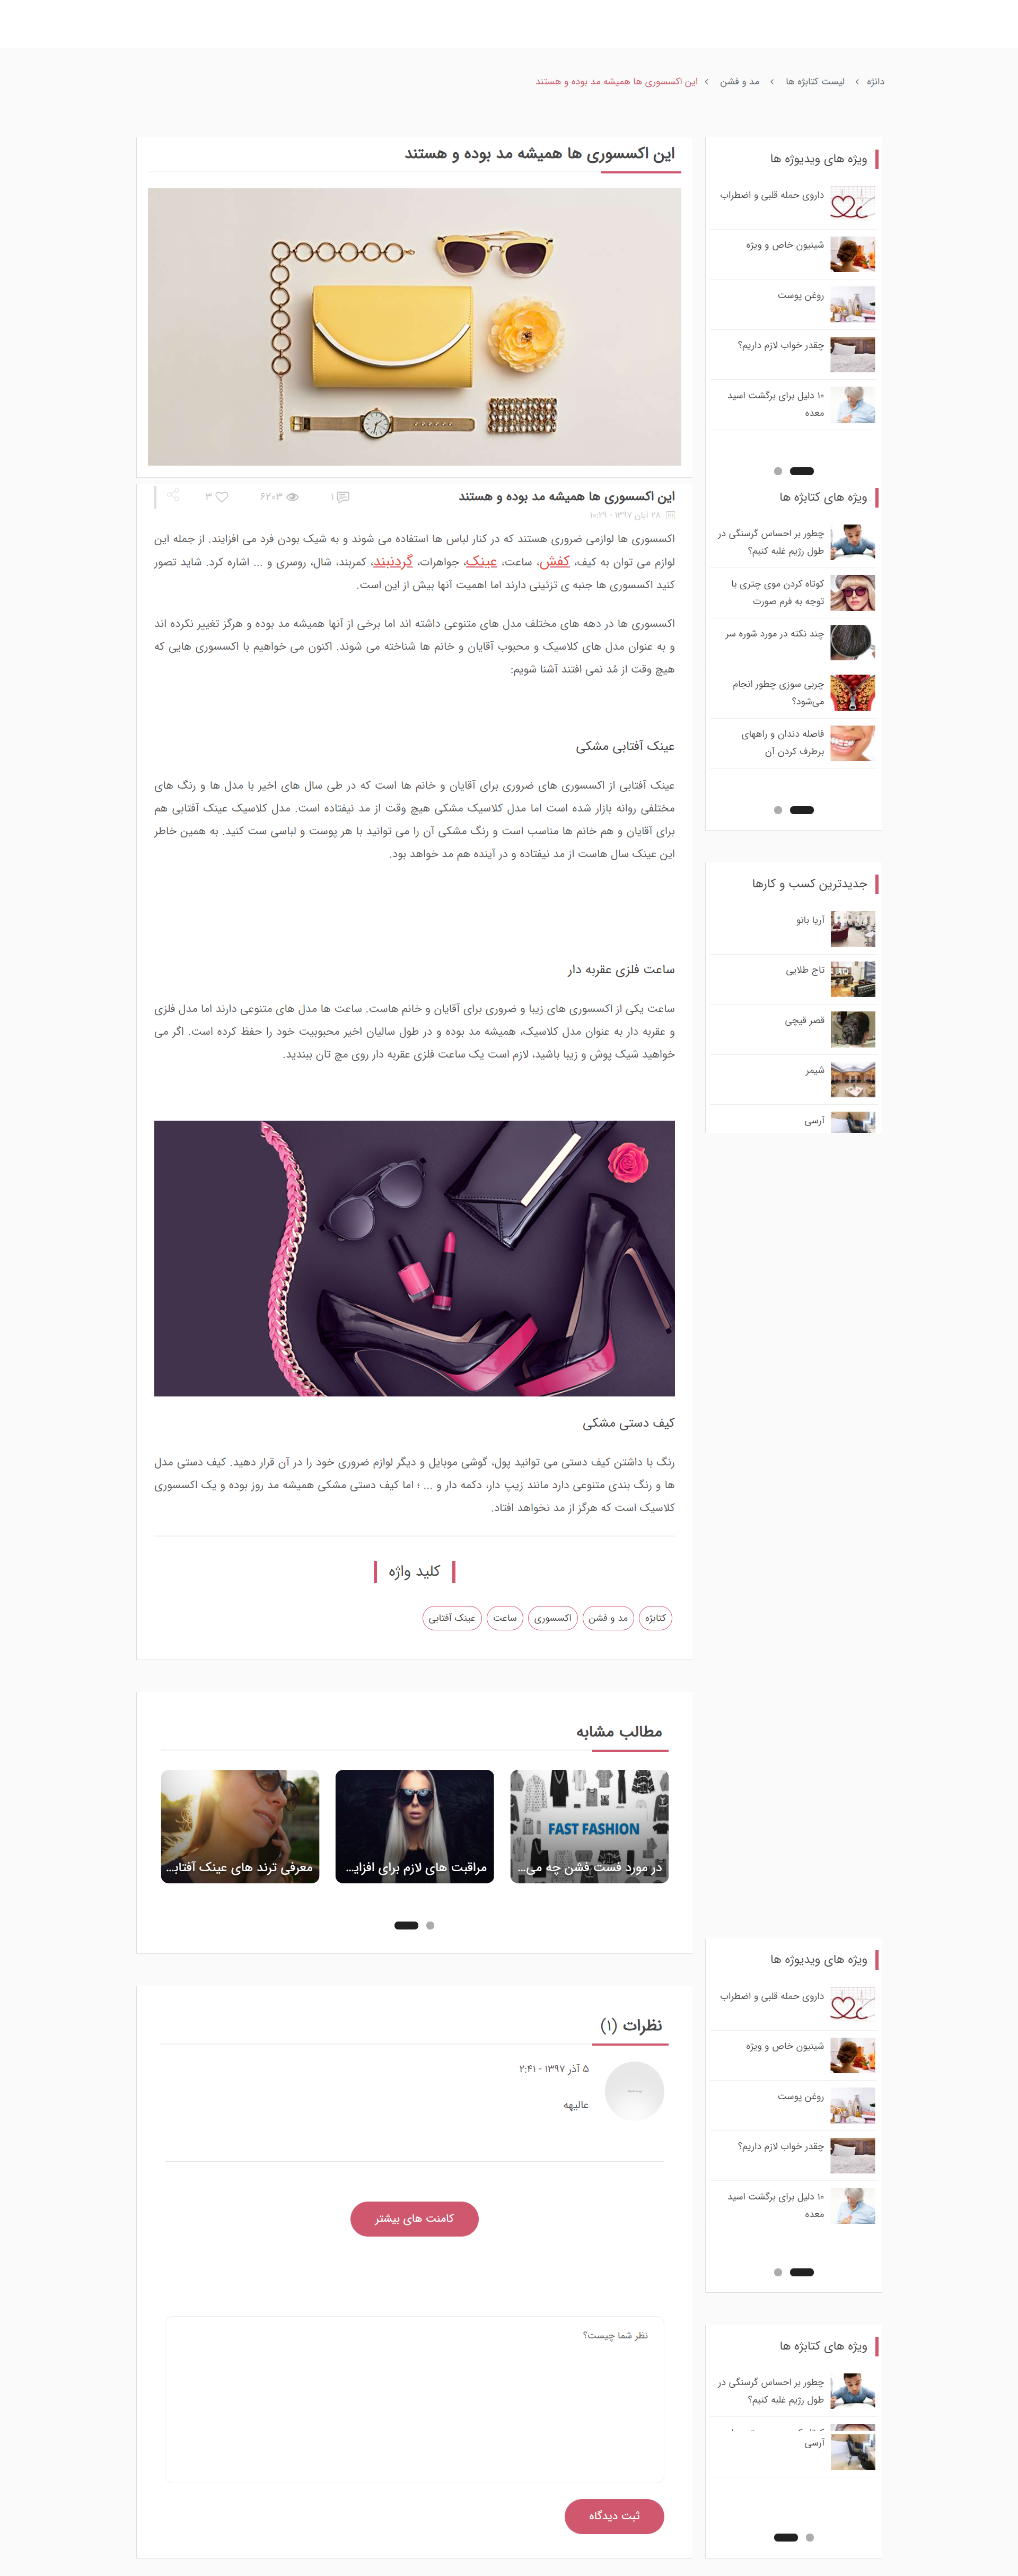 دانژه
لیست کتابژه ها
مد و فشن
این اکسسوری ها همیشه مد بوده و هستند
این اکسسوری ها همیشه مد بوده و هستند
۱
۶۲۰۳
۳
این اکسسوری ها همیشه مد بوده و هستند
۲۸ آبان ۱۳۹۷ - ۱۰:۲۹
اکسسوری ها لوازمی ضروری هستند که در کنار لباس ها استفاده می شوند و به شیک بودن فرد می افزایند. از جمله این
لوازم می توان به کیف، کفش، ساعت، عینک، جواهرات، گردنبند، کمربند، شال، روسری و ... اشاره کرد. شاید تصور
کنید اکسسوری ها جنبه ی تزئینی دارند اما اهمیت آنها بیش از این است.
اکسسوری ها در دهه های مختلف مدل های متنوعی داشته اند اما برخی از آنها همیشه مد بوده و هرگز تغییر نکرده اند
و به عنوان مدل های کلاسیک و محبوب آقایان و خانم ها شناخته می شوند. اکنون می خواهیم با اکسسوری هایی که
هیچ وقت از مُد نمی افتند آشنا شویم:
عینک آفتابی مشکی
عینک آفتابی از اکسسوری های ضروری برای آقایان و خانم ها است که در طی سال های اخیر با مدل ها و رنگ های
مختلفی روانه بازار شده است اما مدل کلاسیک مشکی هیچ وقت از مد نیفتاده است. مدل کلاسیک عینک آفتابی هم
برای آقایان و هم خانم ها مناسب است و رنگ مشکی آن را می توانید با هر پوست و لباسی ست کنید. به همین خاطر
این عینک سال هاست از مد نیفتاده و در آینده هم مد خواهد بود.
ساعت فلزی عقربه دار
ساعت یکی از اکسسوری های زیبا و ضروری برای آقایان و خانم هاست. ساعت ها مدل های متنوعی دارند اما مدل فلزی
و عقربه دار به عنوان مدل کلاسیک، همیشه مد بوده و در طول سالیان اخیر محبوبیت خود را حفظ کرده است. اگر می
خواهید شیک پوش و زیبا باشید، لازم است یک ساعت فلزی عقربه دار روی مچ تان ببندید.
کیف دستی مشکی
رنگ با داشتن کیف دستی می توانید پول، گوشی موبایل و دیگر لوازم ضروری خود را در آن قرار دهید. کیف دستی مدل
ها و رنگ بندی متنوعی دارد مانند زیپ دار، دکمه دار و ... ؛ اما کیف دستی مشکی همیشه مد روز بوده و یک اکسسوری
کلاسیک است که هرگز از مد نخواهد افتاد.
کلید واژه
کتابژه
مد و فشن
اکسسوری
ساعت
عینک آفتابی
مطالب مشابه
FAST FASHION
در مورد فست فشن چه می...
مراقبت های لازم برای افزایـ...
معرفی ترند های عینک آفتابـ...
نظرات (۱)
۵ آذر ۱۳۹۷ - ۲:۴۱
عالیهه
کامنت های بیشتر
نظر شما چیست؟
ثبت دیدگاه
ویژه های ویدیوژه ها
داروی حمله قلبی و اضطراب
شینیون خاص و ویژه
روغن پوست
چقدر خواب لازم داریم؟
۱۰ دلیل برای برگشت اسید
معده
ویژه های کتابژه ها
چطور بر احساس گرسنگی در
طول رژیم غلبه کنیم؟
کوتاه کردن موی چتری با
توجه به فرم صورت
چند نکته در مورد شوره سر
چربی سوزی چطور انجام
می‌شود؟
فاصله دندان و راههای
برطرف کردن آن
جدیدترین کسب و کارها
آریا بانو
تاج طلایی
قصر قیچی
شیمر
آرسی
ویژه های ویدیوژه ها
داروی حمله قلبی و اضطراب
شینیون خاص و ویژه
روغن پوست
چقدر خواب لازم داریم؟
۱۰ دلیل برای برگشت اسید
معده
ویژه های کتابژه ها
چطور بر احساس گرسنگی در
طول رژیم غلبه کنیم؟
آرسی